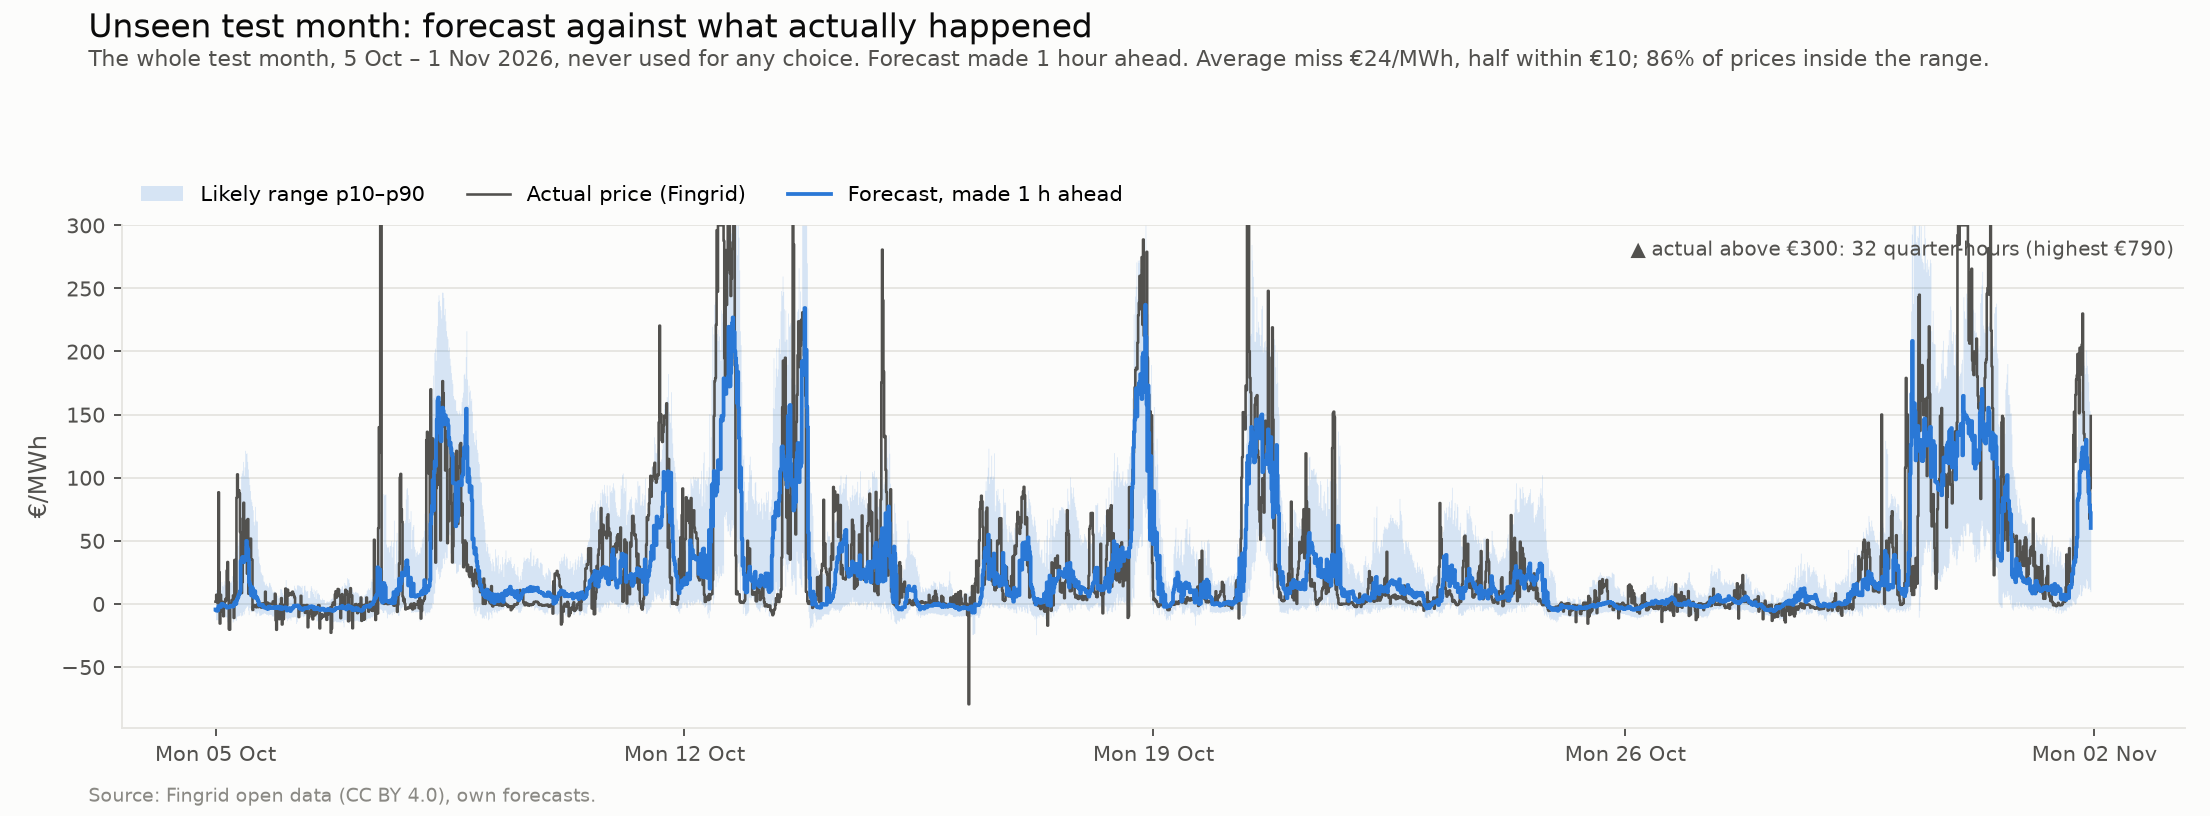 Unseen test month: forecast against what actually happened
The whole test month, 5 Oct – 1 Nov 2026, never used for any choice. Forecast made 1 hour ahead. Average miss €24/MWh, half within €10; 86% of prices inside the range.
Likely range p10–p90 Actual price (Fingrid) Forecast, made 1 h ahead
▲ actual above €300: 32 quarter-hours (highest €790)
€/MWh
300
250
200
150
100
50
0
−50
Mon 05 Oct Mon 12 Oct Mon 19 Oct Mon 26 Oct Mon 02 Nov
Source: Fingrid open data (CC BY 4.0), own forecasts.